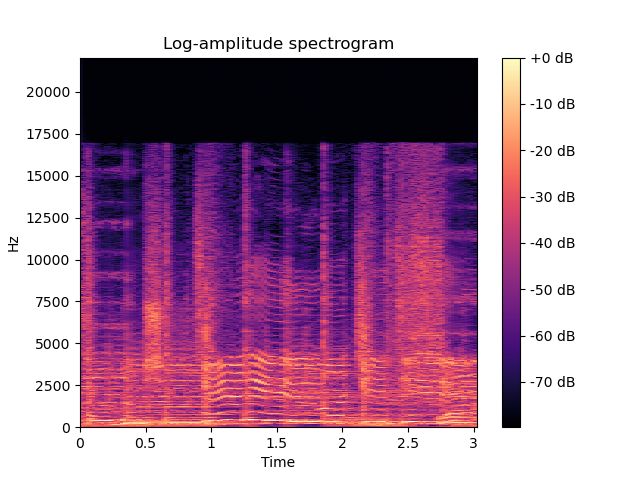 Log-amplitude spectrogram
Hz
20000
17500
15000
12500
10000
7500
5000
2500
0
0 0.5 1 1.5 2 2.5 3
Time
+0 dB
-10 dB
-20 dB
-30 dB
-40 dB
-50 dB
-60 dB
-70 dB